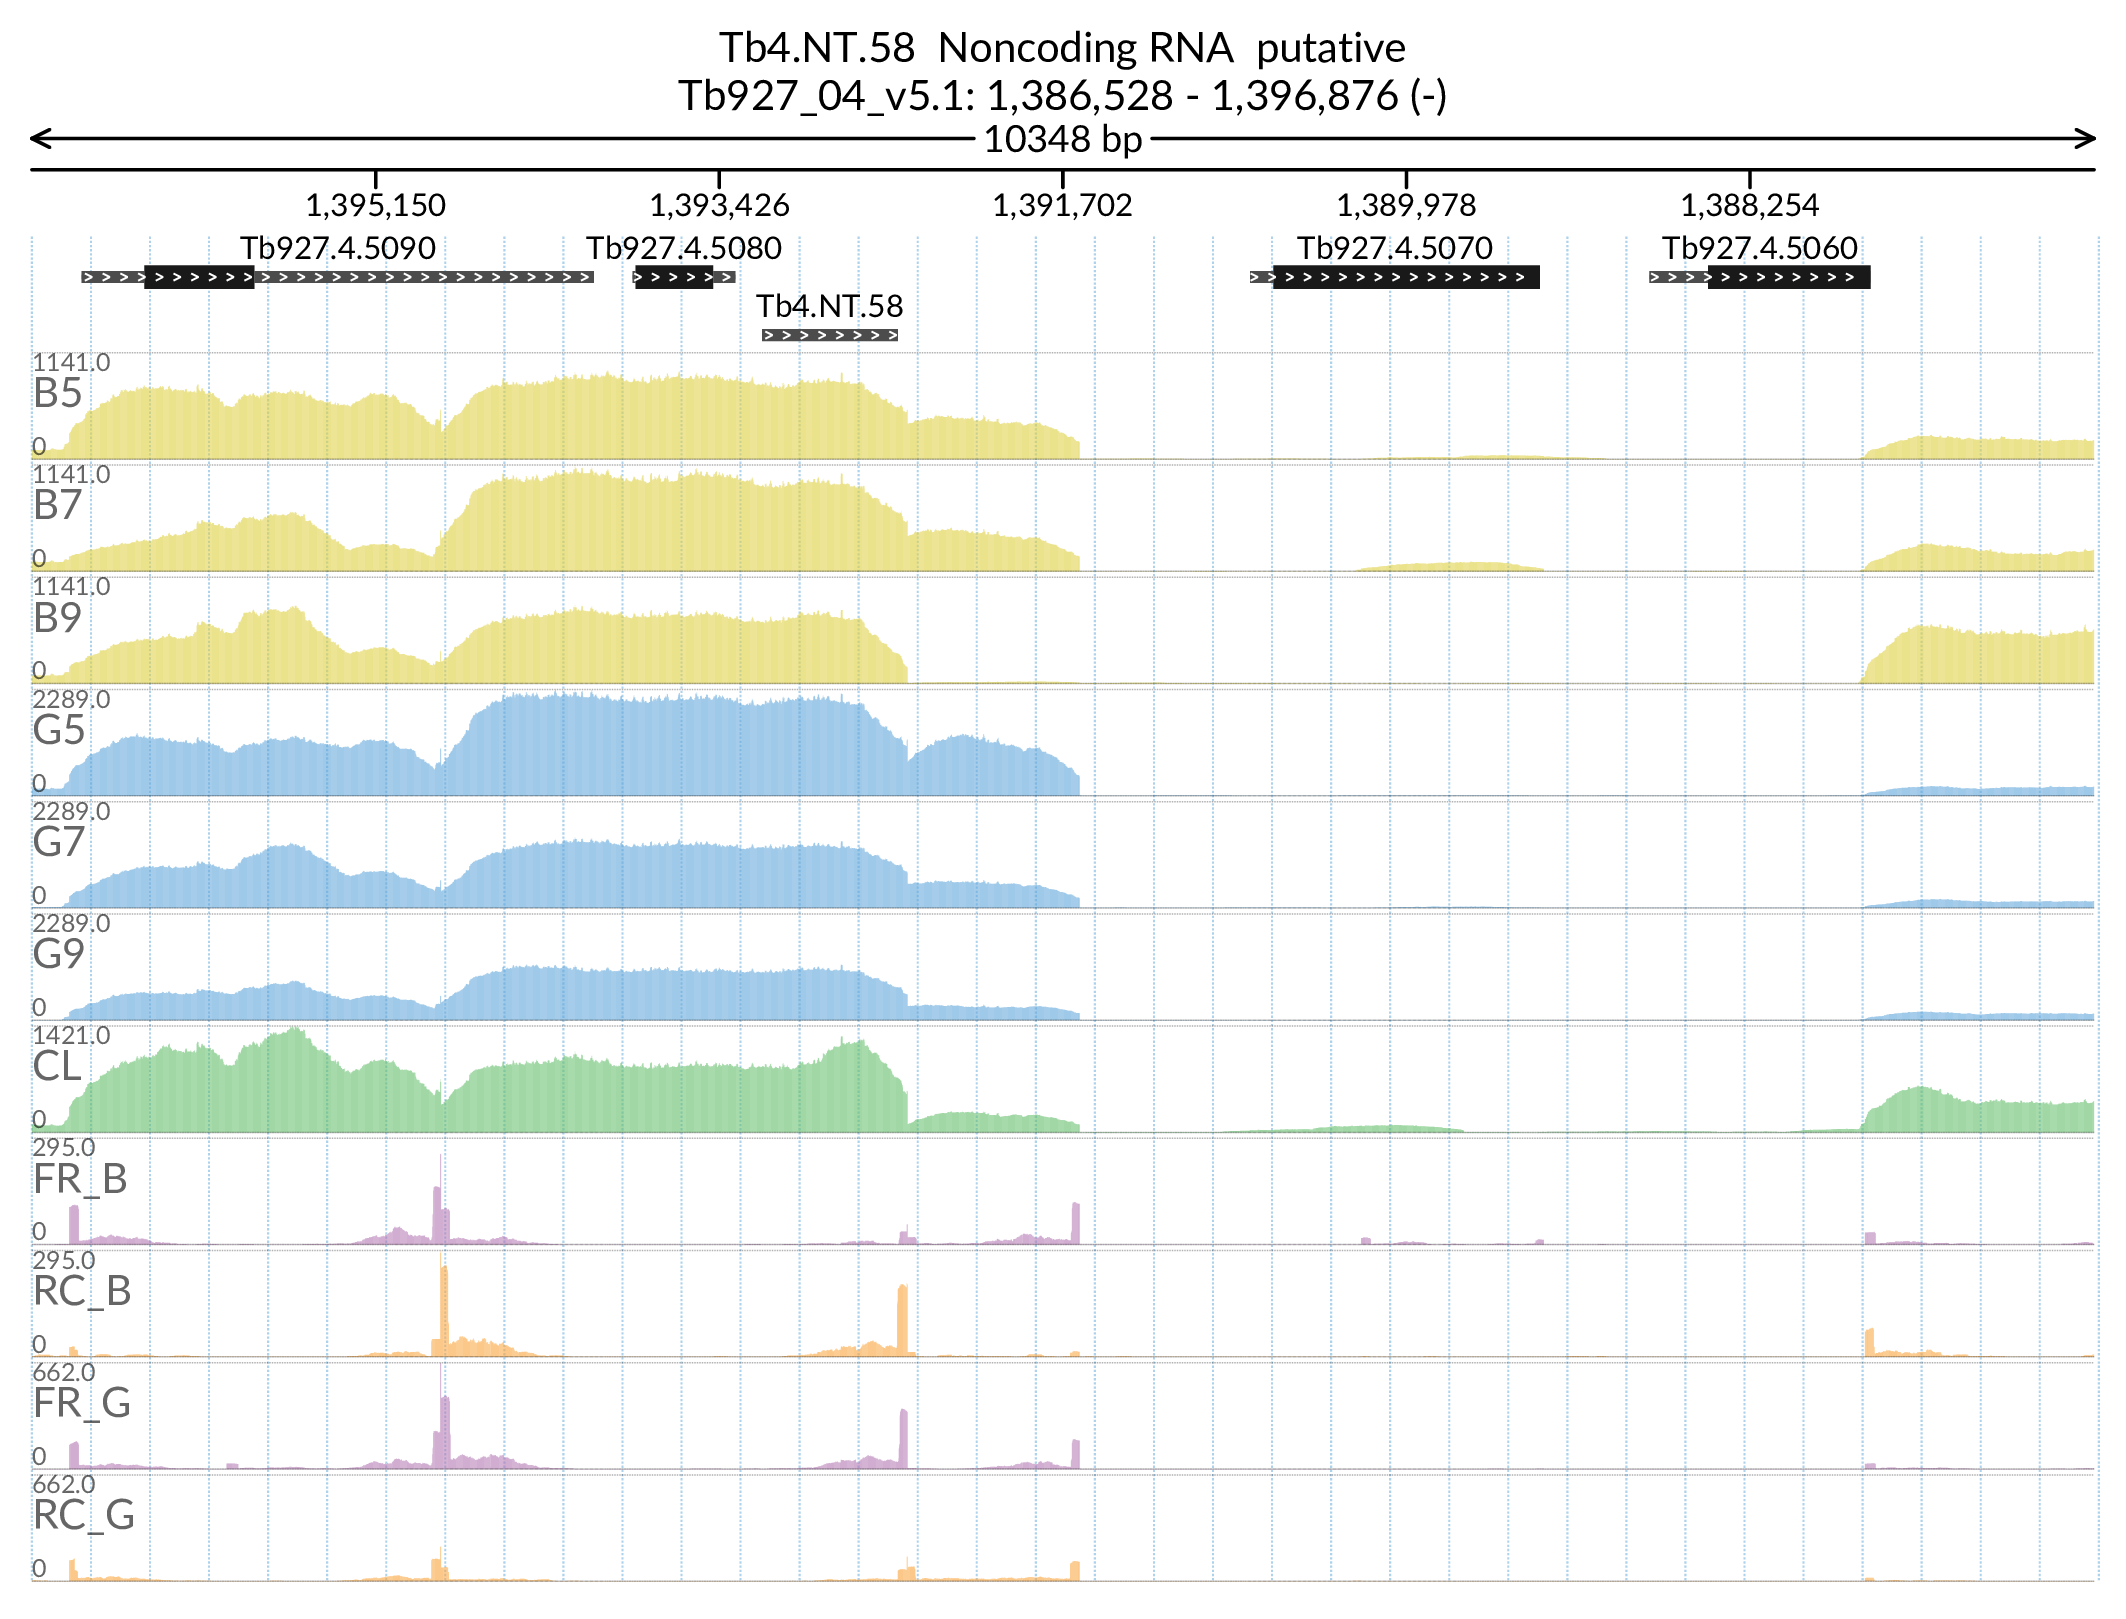 Tb4.NT.58 Noncoding RNA putative
Tb927_04_v5.1: 1,386,528 - 1,396,876 (-)
10348 bp
1,395,150 1,393,426 1,391,702 1,389,978 1,388,254
Tb927.4.5090 Tb927.4.5080 Tb927.4.5070 Tb927.4.5060
Tb4.NT.58
1141.0
B5
0
1141.0
B7
0
1141.0
B9
0
2289.0
G5
0
2289.0
G7
0
2289.0
G9
0
1421.0
CL
0
295.0
FR_B
0
295.0
RC_B
0
662.0
FR_G
0
662.0
RC_G
0